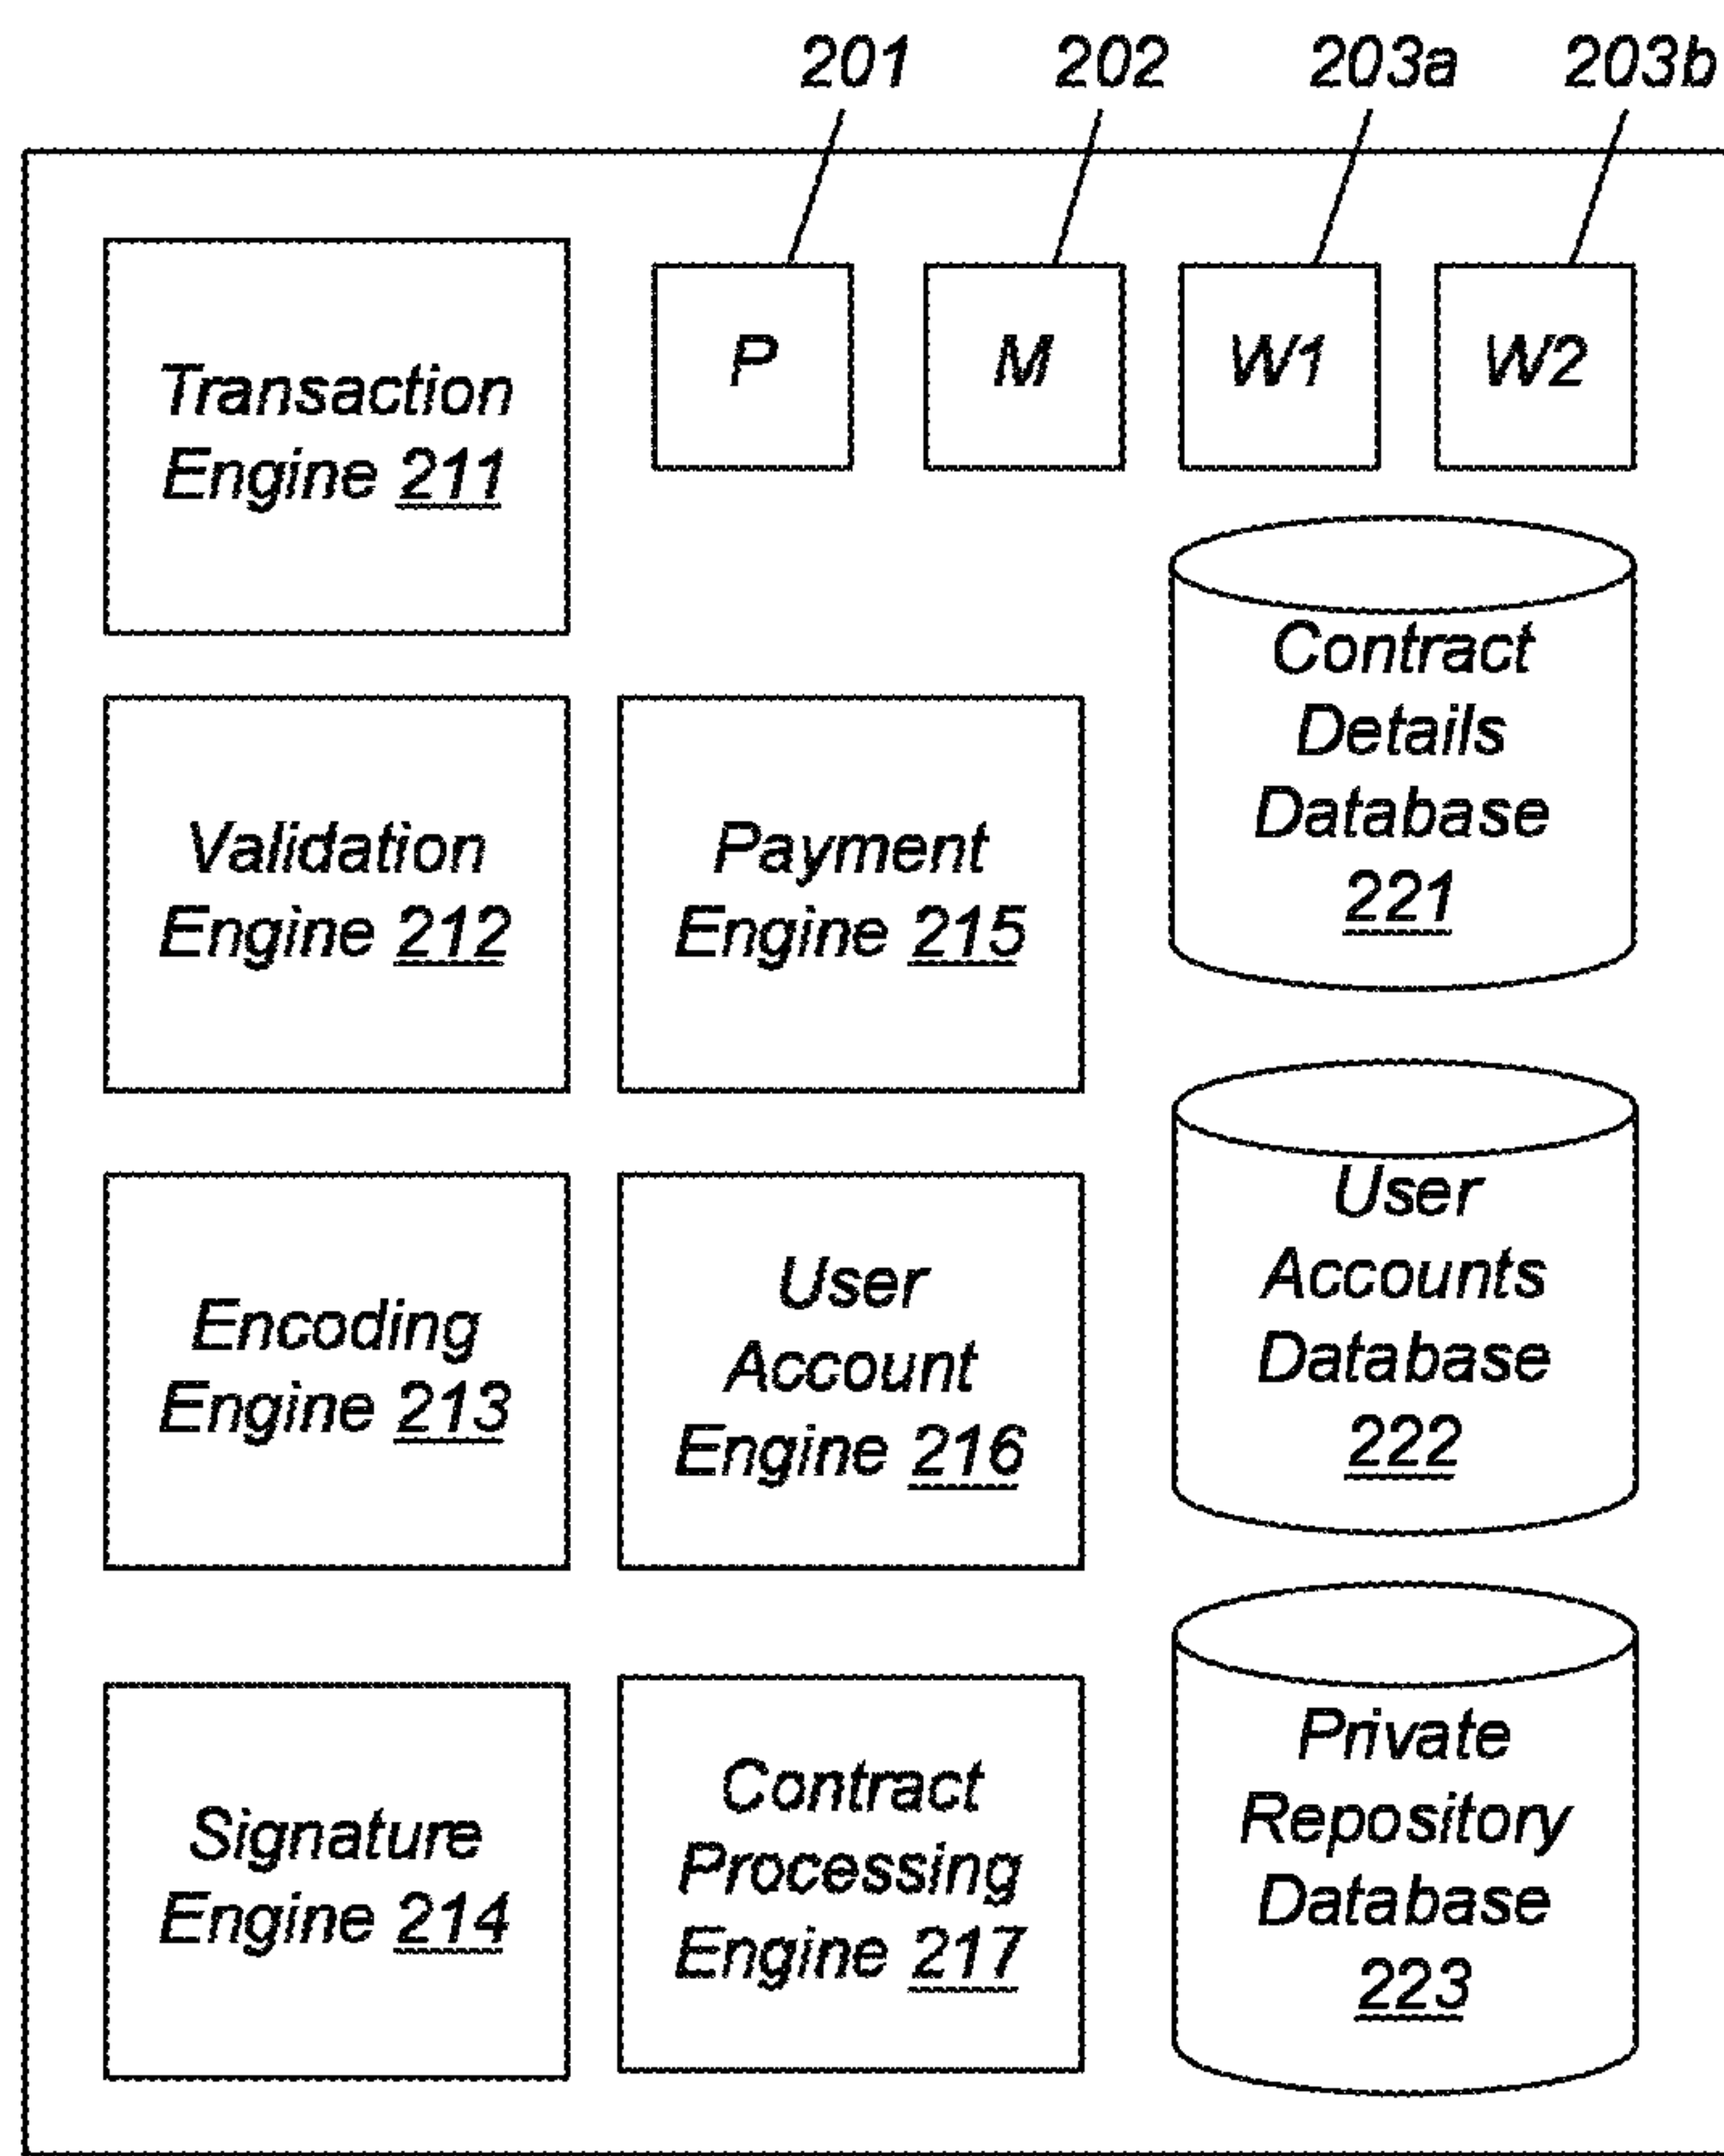 201 202 203a 203b
P M W1 W2
Transaction
Engine 211
Contract
Details
Database
221
Validation
Engine 212
Payment
Engine 215
User
Accounts
Database
222
Encoding
Engine 213
User
Account
Engine 216
Private
Repository
Database
223
Signature
Engine 214
Contract
Processing
Engine 217